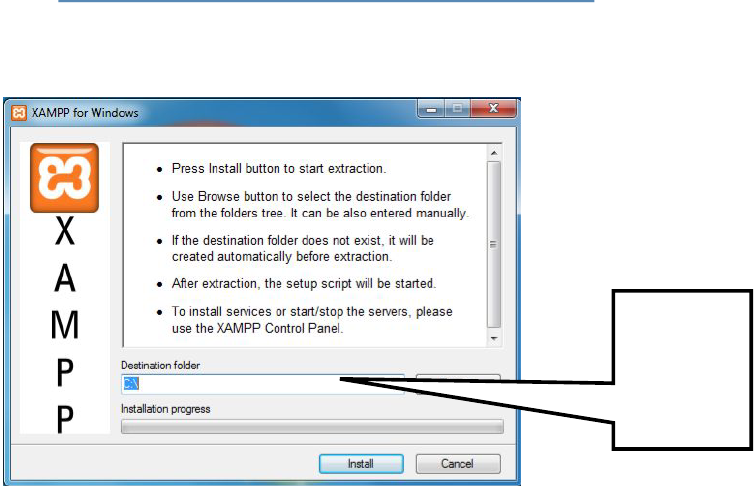 XAMPP for Windows
• Press Install button to start extraction.
• Use Browse button to select the destination folder
from the folders tree. It can be also entered manually.
• If the destination folder does not exist, it will be
created automatically before extraction.
• After extraction, the setup script will be started.
• To install services or start/stop the servers, please
use the XAMPP Control Panel.
X
A
M
P
P
Destination folder
C:\
Installation progress
Install
Cancel